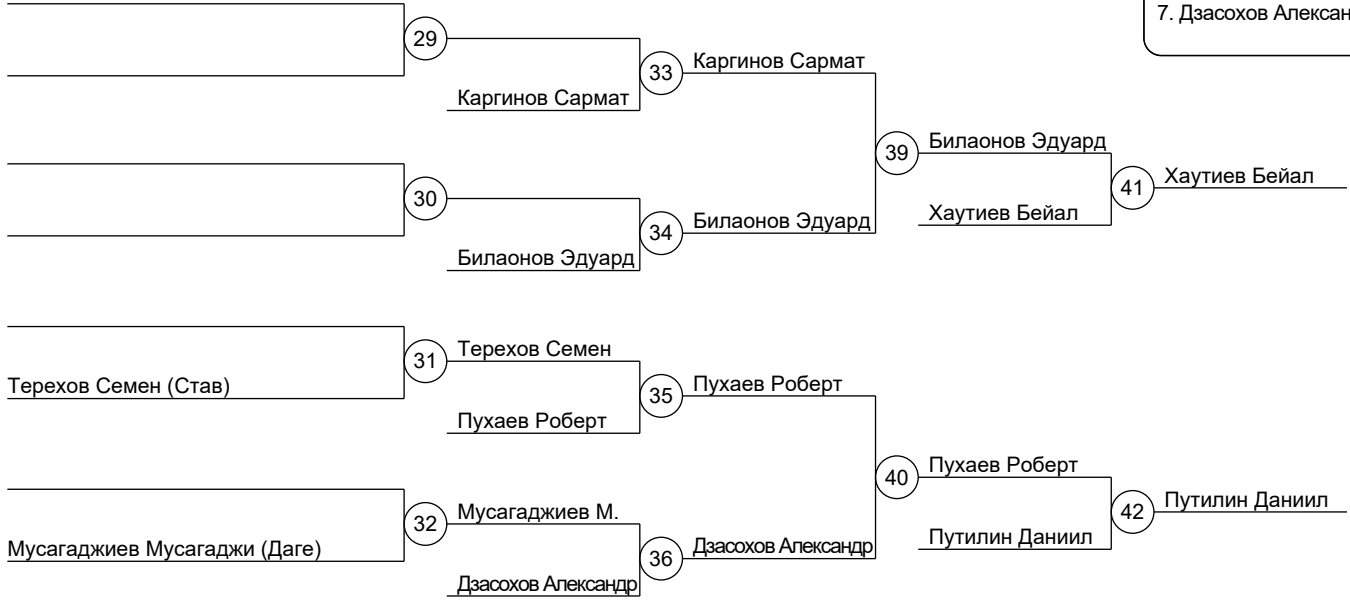 7. Дзасохов Алексан
29
33
Каргинов Сармат
Каргинов Сармат
39
Билаонов Эдуард
41
Хаутиев Бейал
30
34
Билаонов Эдуард
Хаутиев Бейал
Билаонов Эдуард
31
Терехов Семен
Терехов Семен (Став)
35
Пухаев Роберт
Пухаев Роберт
40
Пухаев Роберт
42
Путилин Даниил
32
Мусагаджиев М.
Путилин Даниил
Мусагаджиев Мусагаджи (Даге)
36
Дзасохов Александр
Дзасохов Александр